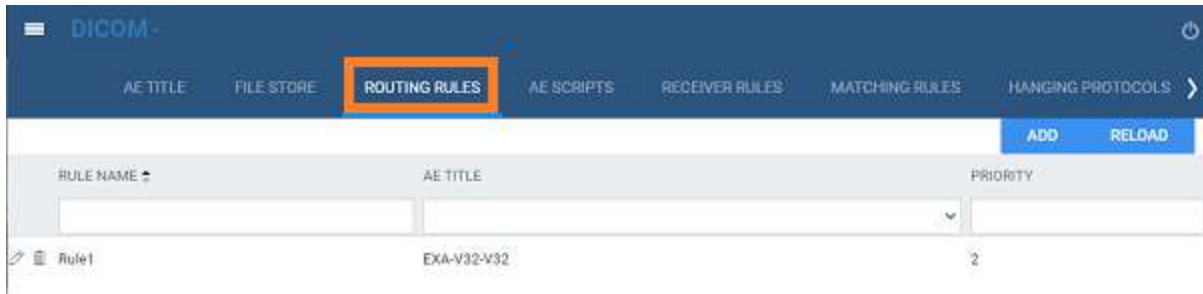 DICOM-
AE TITLE FILE STORE ROUTING RULES AE SCRIPTS RECEIVER RULES MATCHING RULES HANGING PROTOCOLS
ADD RELOAD
RULE NAME AE TITLE PRIORITY
Rule1 EXA-V32-V32 2